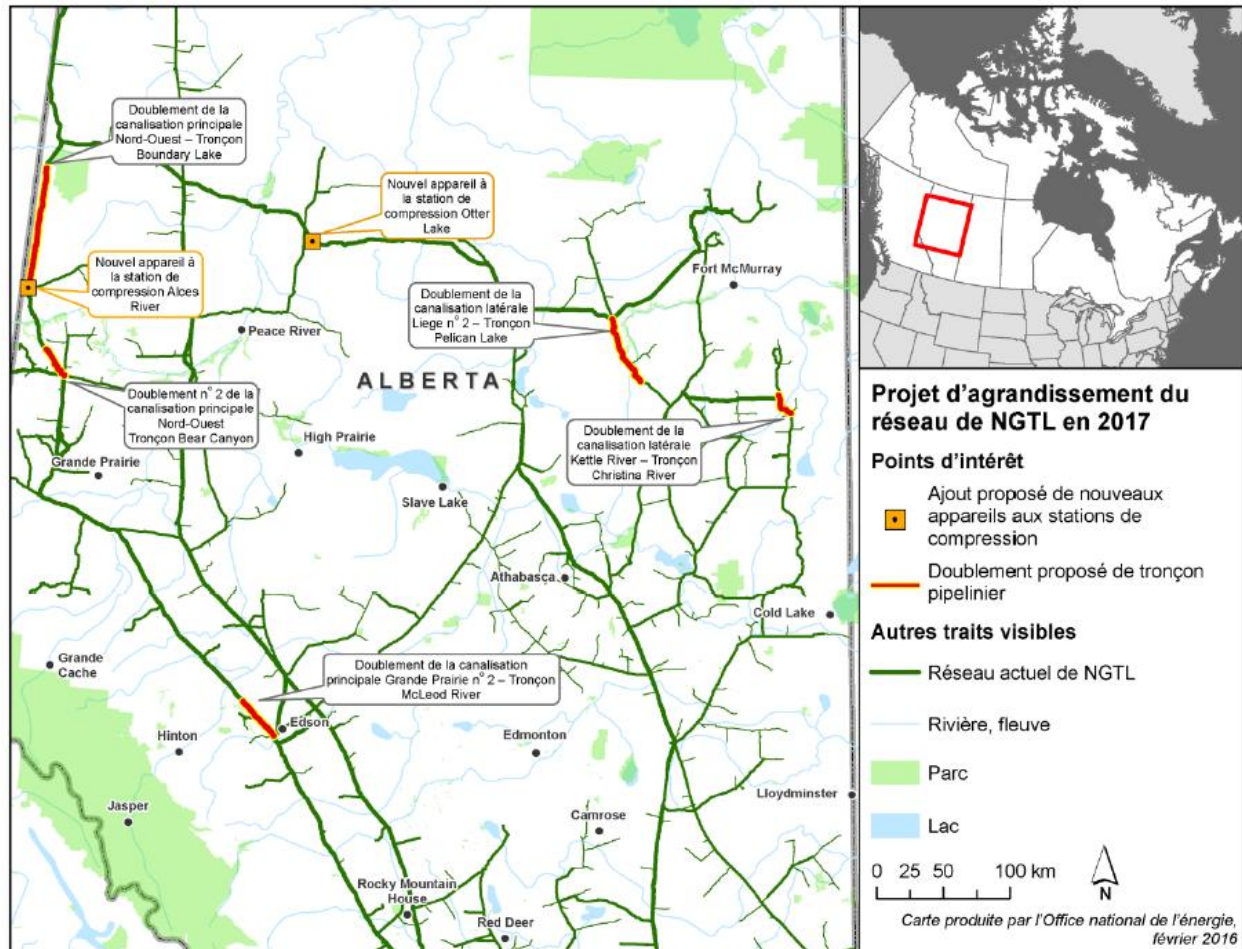 Doublement de la
canalisation principale
Nord-Ouest – Tronçon
Boundary Lake
Nouvel appareil à
la station de
compression Otter
Lake
Nouvel appareil
à la station de
compression Alces
River
Fort McMurray
Doublement de la
canalisation latérale
Liege n° 2 – Tronçon
Pelican Lake
Peace River
ALBERTA
Doublement n° 2 de la
canalisation principale
Nord-Ouest
Tronçon Bear Canyon
High Prairie
Doublement de la
canalisation latérale
Kettle River – Tronçon
Christina River
Grande Prairie
Slave Lake
Athabasca
Cold Lake
Grande
Cache
Doublement de la canalisation
principale Grande Prairie n° 2 – Tronçon
McLeod River
Edson
Hinton
Edmonton
Lloydminster
Jasper
Camrose
Rocky Mountain
House
Red Deer
Projet d'agrandissement du
réseau de NGTL en 2017
Points d'intérêt
Ajout proposé de nouveaux
appareils aux stations de
compression
Doublement proposé de tronçon
pipelinier
Autres traits visibles
Réseau actuel de NGTL
Rivière, fleuve
Parc
Lac
0 25 50 100 km
N
Carte produite par l'Office national de l'énergie,
février 2016